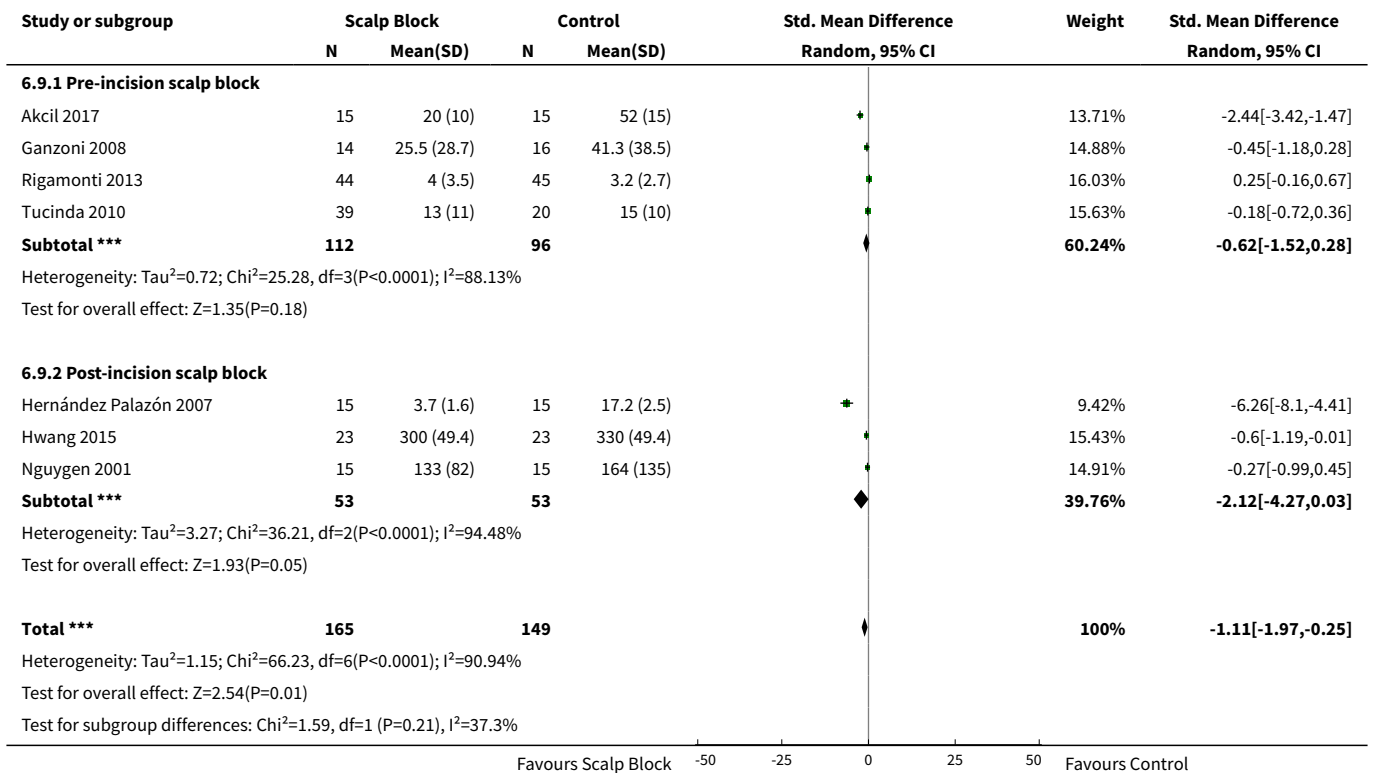 Study or subgroup Scalp Block Control Std. Mean Difference Weight Std. Mean Difference
N Mean(SD) N Mean(SD) Random, 95% CI Random, 95% CI
6.9.1 Pre-incision scalp block
Akcil 2017 15 20 (10) 15 52 (15) 13.71% -2.44[-3.42,-1.47]
Ganzoni 2008 14 25.5 (28.7) 16 41.3 (38.5) 14.88% -0.45[-1.18,0.28]
Rigamonti 2013 44 4 (3.5) 45 3.2 (2.7) 16.03% 0.25[-0.16,0.67]
Tucinda 2010 39 13 (11) 20 15 (10) 15.63% -0.18[-0.72,0.36]
Subtotal *** 112 96 60.24% -0.62[-1.52,0.28]
Heterogeneity: Tau²=0.72; Chi²=25.28, df=3(P<0.0001); I²=88.13%
Test for overall effect: Z=1.35(P=0.18)
6.9.2 Post-incision scalp block
Hernández Palazón 2007 15 3.7 (1.6) 15 17.2 (2.5) 9.42% -6.26[-8.1,-4.41]
Hwang 2015 23 300 (49.4) 23 330 (49.4) 15.43% -0.6[-1.19,-0.01]
Nguygen 2001 15 133 (82) 15 164 (135) 14.91% -0.27[-0.99,0.45]
Subtotal *** 53 53 39.76% -2.12[-4.27,0.03]
Heterogeneity: Tau²=3.27; Chi²=36.21, df=2(P<0.0001); I²=94.48%
Test for overall effect: Z=1.93(P=0.05)
Total *** 165 149 100% -1.11[-1.97,-0.25]
Heterogeneity: Tau²=1.15; Chi²=66.23, df=6(P<0.0001); I²=90.94%
Test for overall effect: Z=2.54(P=0.01)
Test for subgroup differences: Chi²=1.59, df=1 (P=0.21), I²=37.3%
Favours Scalp Block -50 -25 0 25 50 Favours Control